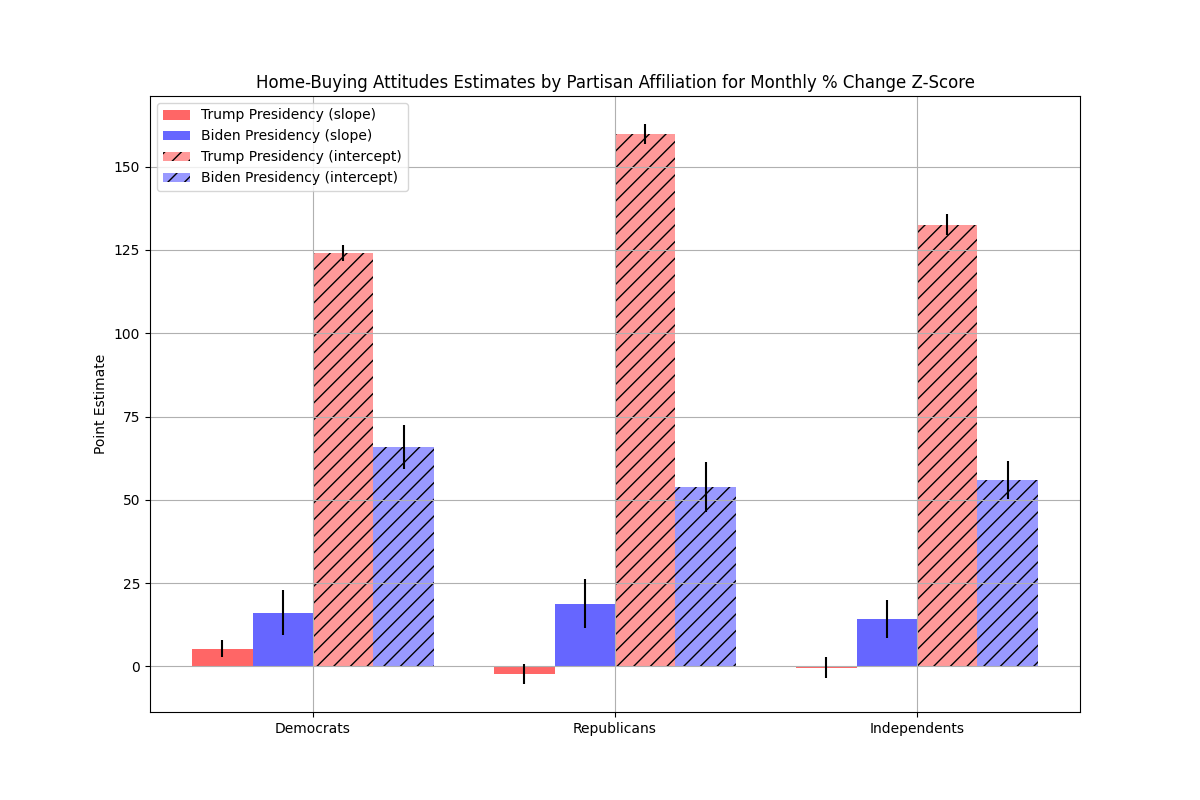 Home-Buying Attitudes Estimates by Partisan Affiliation for Monthly % Change Z-Score
Trump Presidency (slope)
Biden Presidency (slope)
Trump Presidency (intercept)
Biden Presidency (intercept)
Point Estimate
150
125
100
75
50
25
0
Democrats
Republicans
Independents